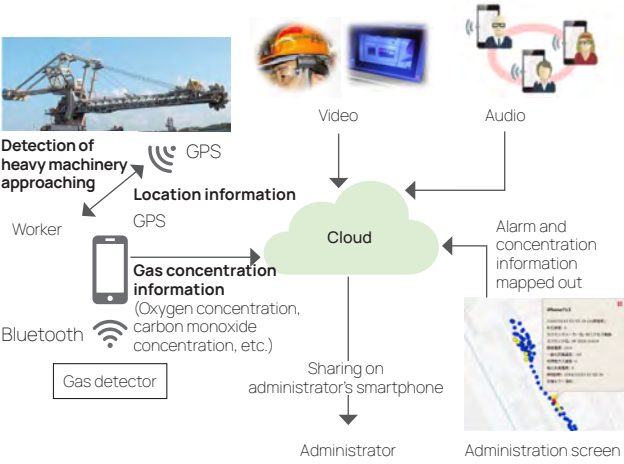 Video
Audio
Detection of
heavy machinery
approaching
GPS
Location information
GPS
Worker
Cloud
Alarm and
concentration
information
mapped out
Gas concentration
information
(Oxygen concentration,
carbon monoxide
concentration, etc.)
Bluetooth
Gas detector
Sharing on
administrator's smartphone
Administrator
Administration screen